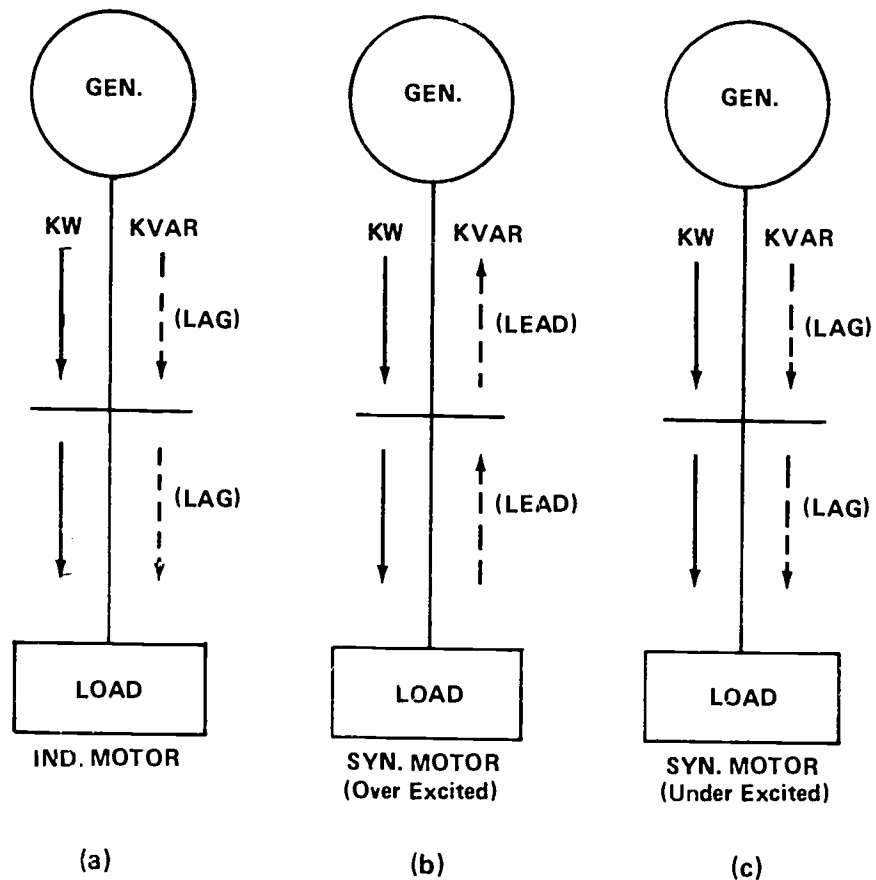 GEN.
KW KVAR
(LAG)
(LAG)
LOAD
IND. MOTOR
(a)
GEN.
KW KVAR
(LEAD)
(LEAD)
LOAD
SYN. MOTOR
(Over Excited)
(b)
GEN.
KW KVAR
(LAG)
(LAG)
LOAD
SYN. MOTOR
(Under Excited)
(c)